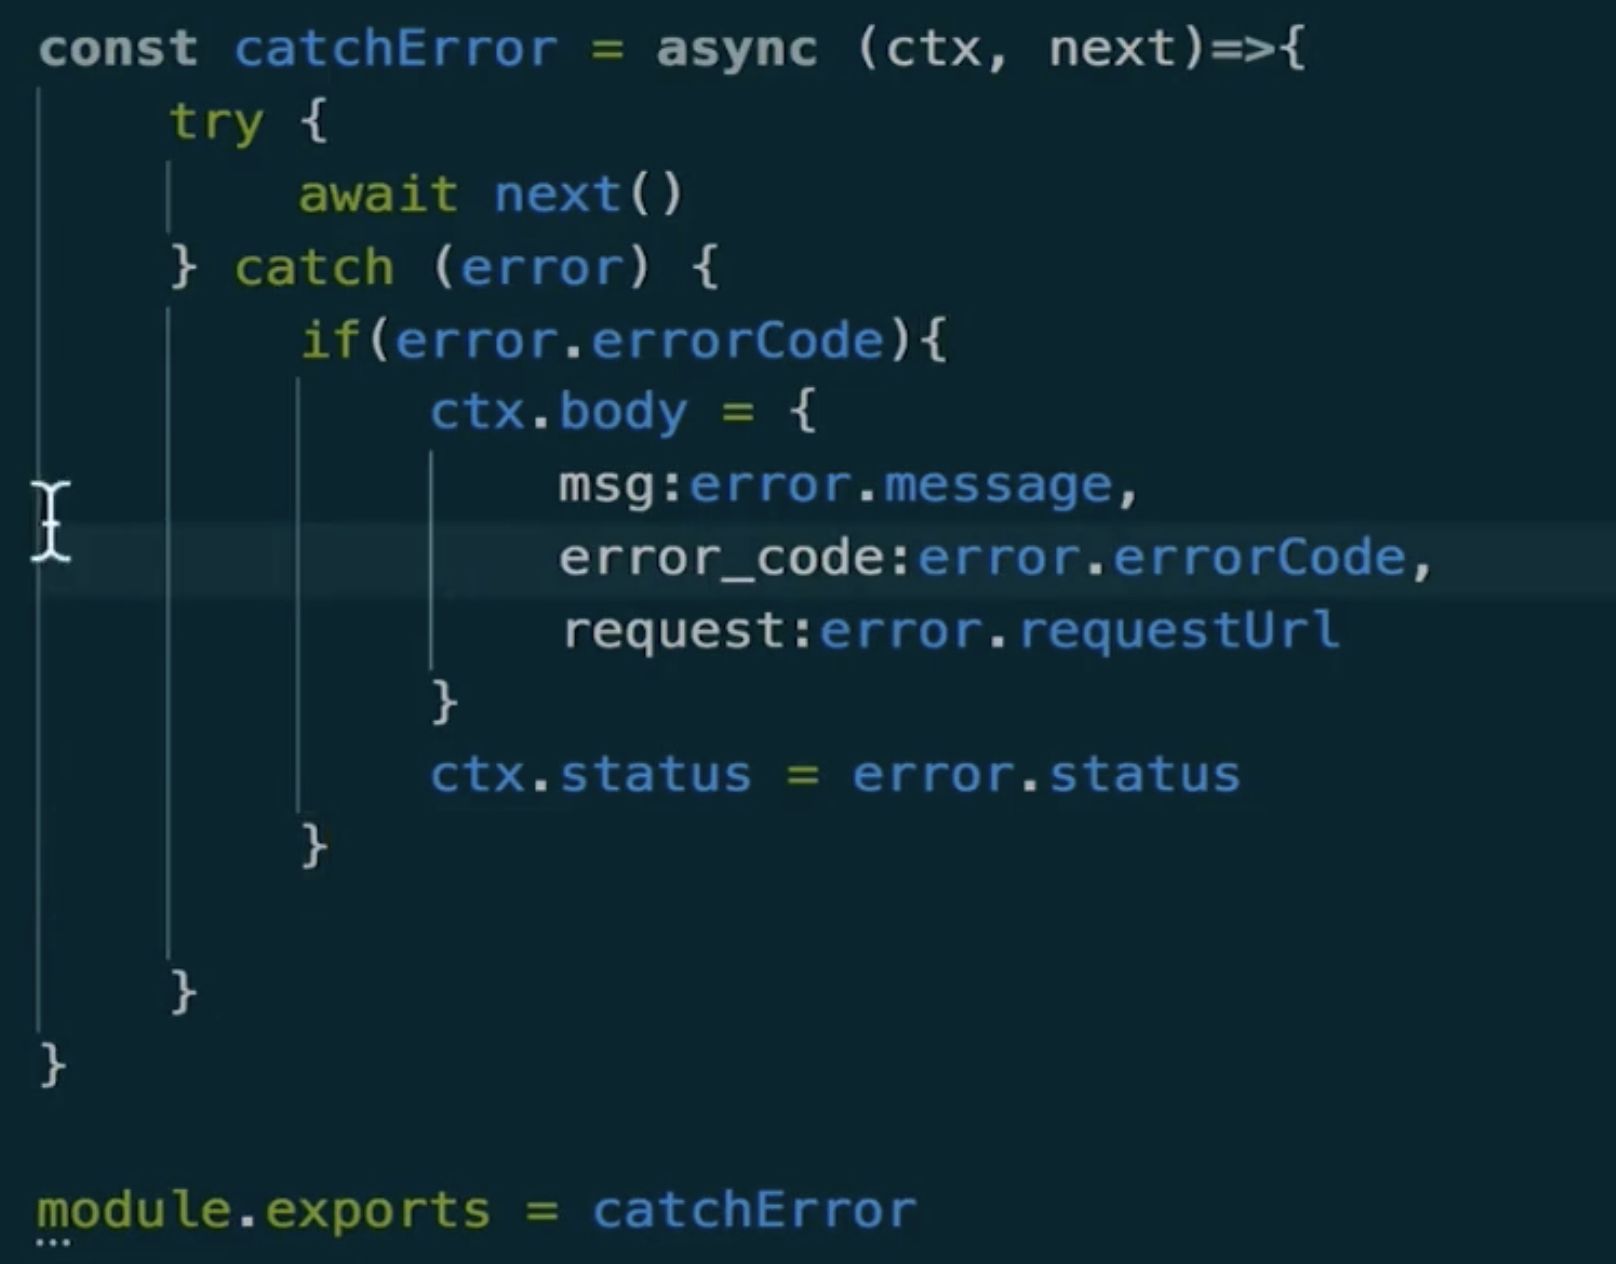 const catchError = async (ctx, next)=>{
    try {
        await next()
    } catch (error) {
        if(error.errorCode){
            ctx.body = {
                msg:error.message,
                error_code:error.errorCode,
                request:error.requestUrl
            }
            ctx.status = error.status
        }

    }
}

module.exports = catchError